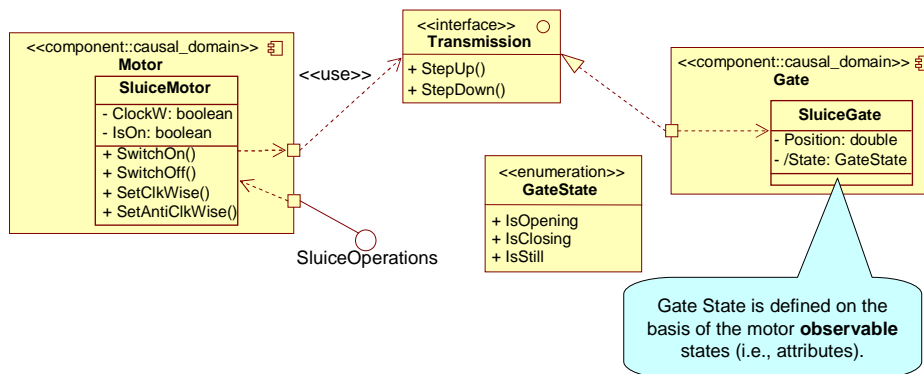 <<component::causal_domain>>
Motor
SluiceMotor
- ClockW: boolean
- IsOn: boolean
+ SwitchOn()
+ SwitchOff()
+ SetClkWise()
+ SetAntiClkWise()
SluiceOperations
<<use>>
<<interface>>
Transmission
+ StepUp()
+ StepDown()
<<enumeration>>
GateState
+ IsOpening
+ IsClosing
+ IsStill
<<component::causal_domain>>
Gate
SluiceGate
- Position: double
- /State: GateState
Gate State is defined on the
basis of the motor observable
states (i.e., attributes).